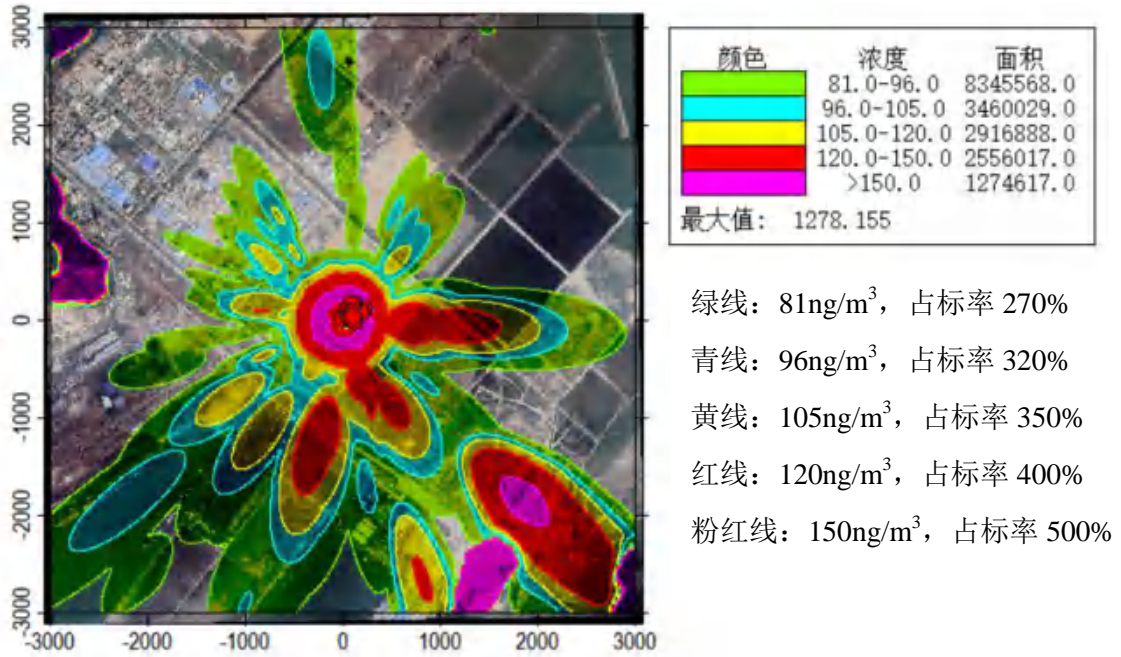 3000
2000
1000
0
-1000
-2000
-3000
-3000 -2000 -1000 0 1000 2000 3000
颜色 浓度 面积
81.0-96.0 8345568.0
96.0-105.0 3460029.0
105.0-120.0 2916888.0
120.0-150.0 2556017.0
>150.0 1274617.0
最大值: 1278.155
绿线：81ng/m³，占标率 270%
青线：96ng/m³，占标率 320%
黄线：105ng/m³，占标率 350%
红线：120ng/m³，占标率 400%
粉红线：150ng/m³，占标率 500%